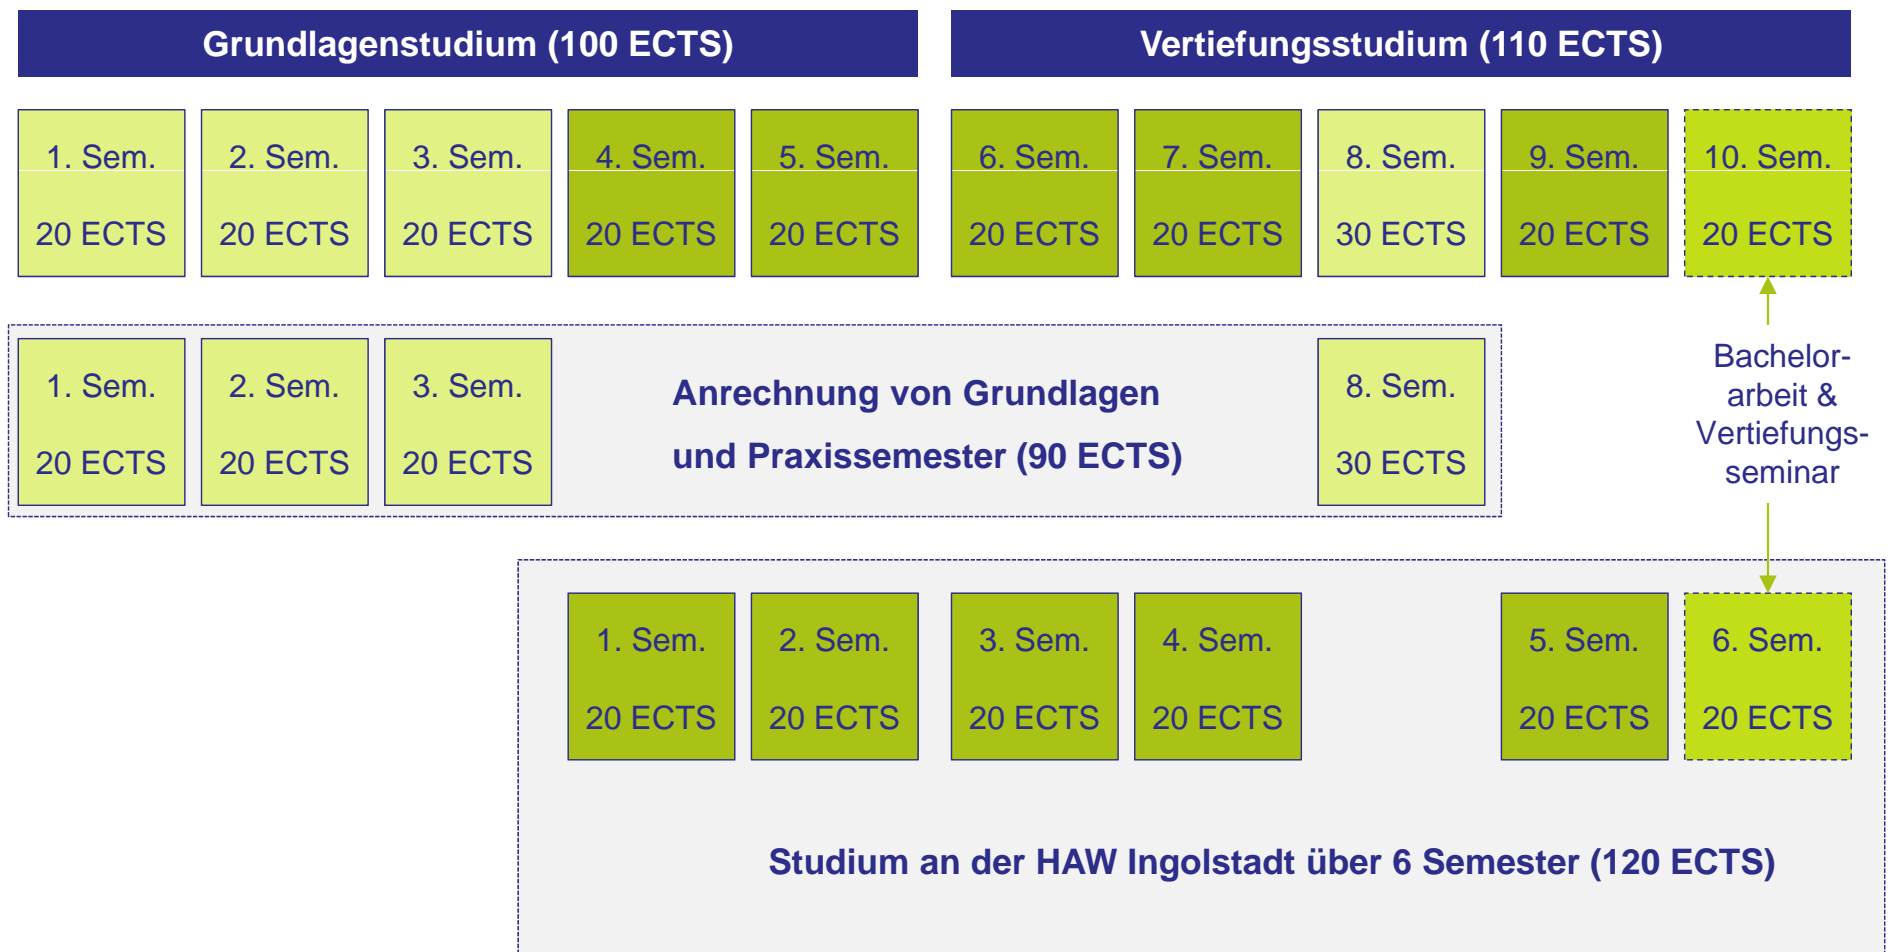 Grundlagenstudium (100 ECTS)
Vertiefungsstudium (110 ECTS)
1. Sem.
20 ECTS
2. Sem.
20 ECTS
3. Sem.
20 ECTS
4. Sem.
20 ECTS
5. Sem.
20 ECTS
6. Sem.
20 ECTS
7. Sem.
20 ECTS
8. Sem.
30 ECTS
9. Sem.
20 ECTS
10. Sem.
20 ECTS
1. Sem.
20 ECTS
2. Sem.
20 ECTS
3. Sem.
20 ECTS
Anrechnung von Grundlagen
und Praxissemester (90 ECTS)
8. Sem.
30 ECTS
Bachelor-
arbeit &
Vertiefungs-
seminar
1. Sem.
20 ECTS
2. Sem.
20 ECTS
3. Sem.
20 ECTS
4. Sem.
20 ECTS
5. Sem.
20 ECTS
6. Sem.
20 ECTS
Studium an der HAW Ingolstadt über 6 Semester (120 ECTS)